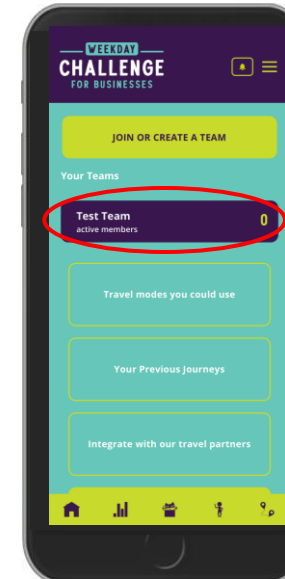 WEEKDAY
CHALLENGE
FOR BUSINESSES
JOIN OR CREATE A TEAM
Your Teams
Test Team
active members
0
Travel modes you could use
Your Previous Journeys
Integrate with our travel partners